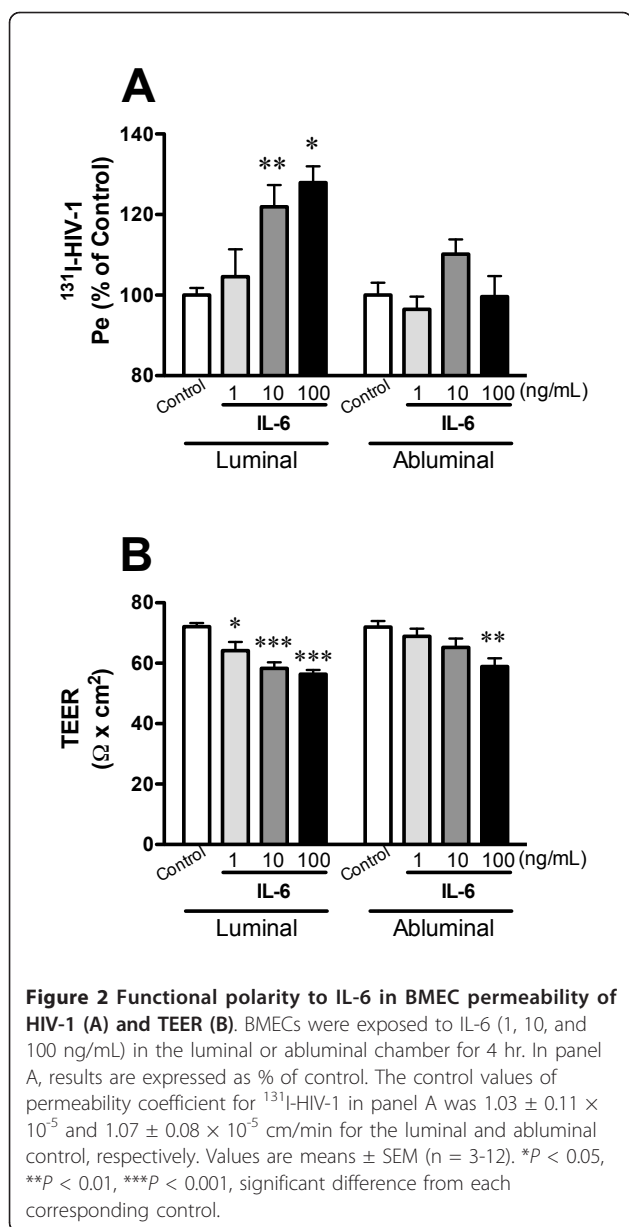 A
140
120
100
80
¹³¹I-HIV-1
Pe (% of Control)
** *
Control 1 10 100 (ng/mL) Control 1 10 100 (ng/mL)
IL-6 IL-6
Luminal Abluminal
B
80
60
40
20
0
TEER
(Ω x cm²)
* *** *** **
Control 1 10 100 Control 1 10 100 (ng/mL)
IL-6 IL-6
Luminal Abluminal
Figure 2 Functional polarity to IL-6 in BMEC permeability of
HIV-1 (A) and TEER (B). BMECs were exposed to IL-6 (1, 10, and
100 ng/mL) in the luminal or abluminal chamber for 4 hr. In panel
A, results are expressed as % of control. The control values of
permeability coefficient for ¹³¹I-HIV-1 in panel A was 1.03 ± 0.11 ×
10⁻⁵ and 1.07 ± 0.08 × 10⁻⁵ cm/min for the luminal and abluminal
control, respectively. Values are means ± SEM (n = 3-12). *P < 0.05,
**P < 0.01, ***P < 0.001, significant difference from each
corresponding control.